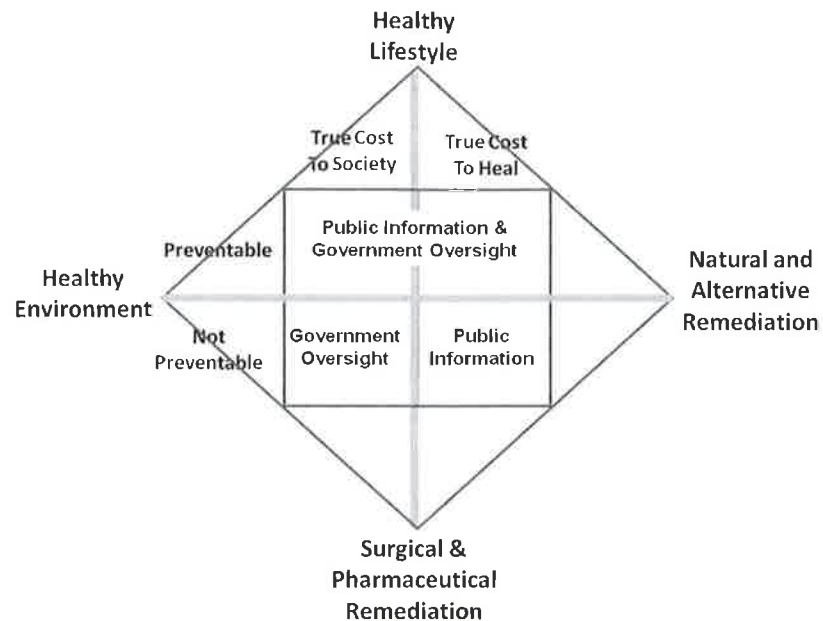 Healthy
Lifestyle
True Cost
To Society
True Cost
To Heal
Public Information &
Government Oversight
Preventable
Healthy
Environment
Natural and
Alternative
Remediation
Not
Preventable
Government
Oversight
Public
Information
Surgical &
Pharmaceutical
Remediation